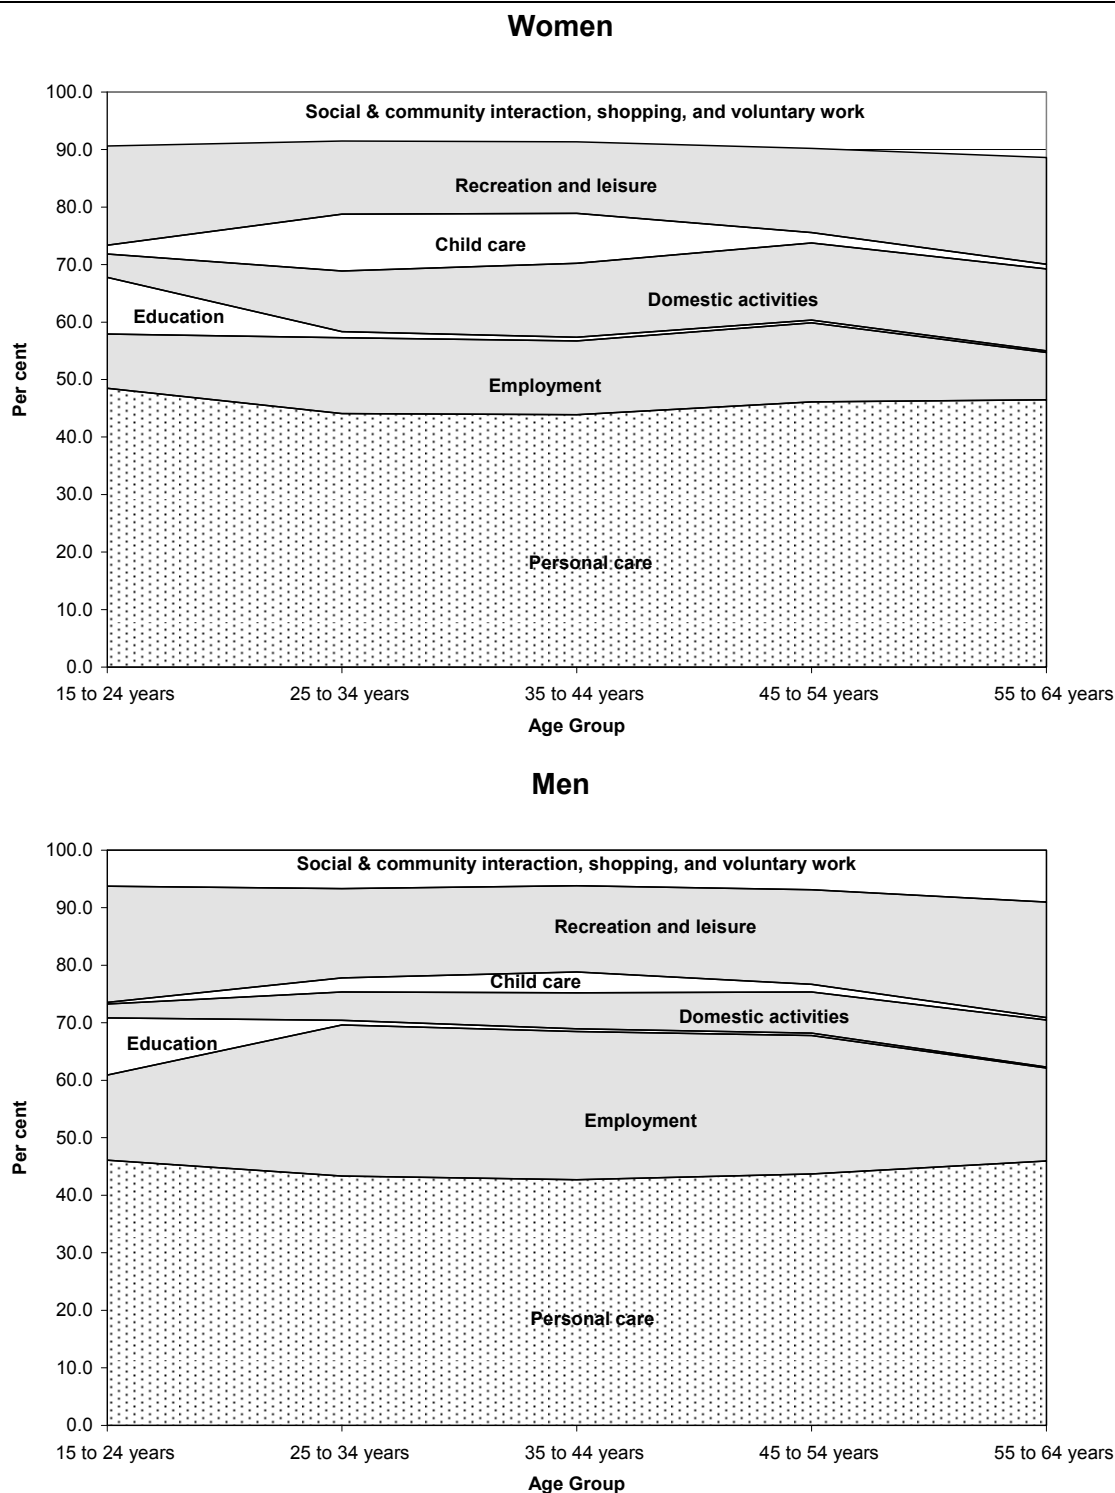 Women
100.0
Social & community interaction, shopping, and voluntary work
90.0
Recreation and leisure
80.0
Child care
70.0
Domestic activities
Education
60.0
Per cent
50.0
Employment
40.0
30.0
20.0
Personal care
10.0
0.0
15 to 24 years 25 to 34 years 35 to 44 years 45 to 54 years 55 to 64 years
Age Group
Men
100.0
Social & community interaction, shopping, and voluntary work
90.0
Recreation and leisure
80.0
Child care
70.0
Domestic activities
Education
60.0
Per cent
Employment
50.0
40.0
30.0
20.0
Personal care
10.0
0.0
15 to 24 years 25 to 34 years 35 to 44 years 45 to 54 years 55 to 64 years
Age Group